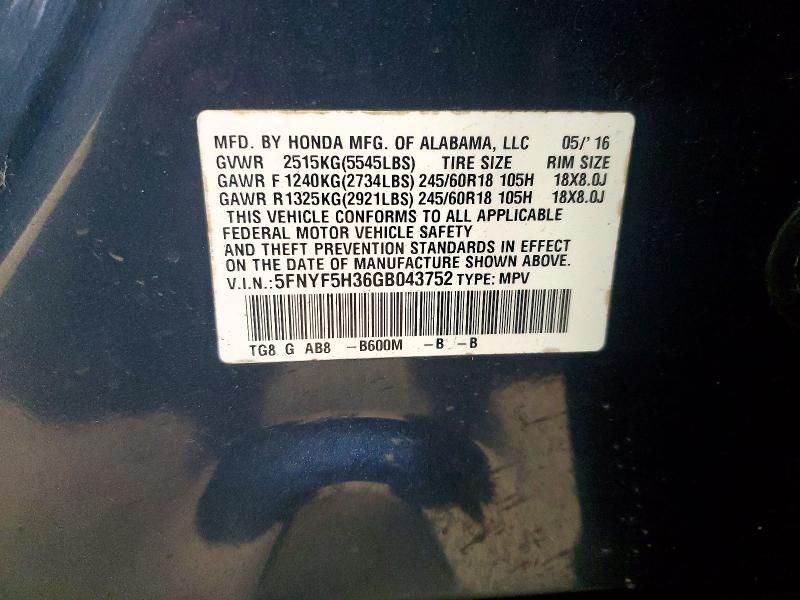 MFD. BY HONDA MFG. OF ALABAMA, LLC 05/' 16
GVWR 2515KG(5545LBS) TIRE SIZE RIM SIZE
GAWR F 1240KG(2734LBS) 245/60R18 105H 18X8.0J
GAWR R 1325KG(2921LBS) 245/60R18 105H 18X8.0J
THIS VEHICLE CONFORMS TO ALL APPLICABLE
FEDERAL MOTOR VEHICLE SAFETY
AND THEFT PREVENTION STANDARDS IN EFFECT
ON THE DATE OF MANUFACTURE SHOWN ABOVE.
V.I.N.: 5FNYF5H36GB043752 TYPE: MPV
TG8 G AB8 -B600M -B -B